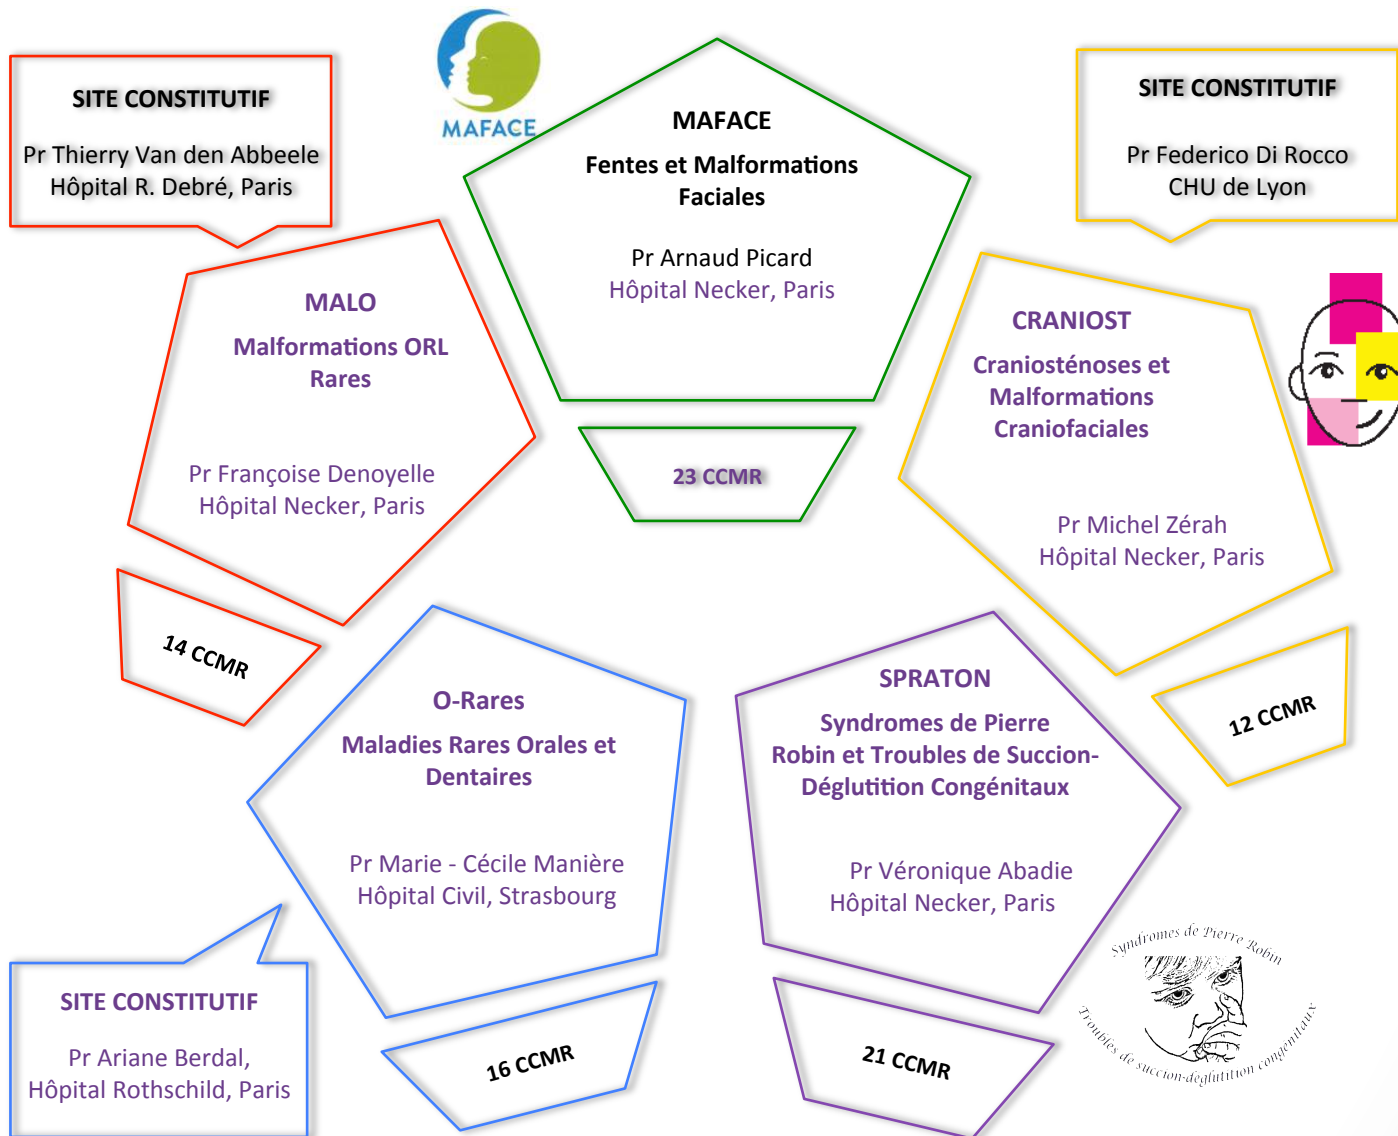 SITE CONSTITUTIF
Pr Thierry Van den Abbeele
Hôpital R. Debré, Paris
MAFACE
MAFACE
Fentes et Malformations
Faciales
Pr Arnaud Picard
Hôpital Necker, Paris
23 CCMR
SITE CONSTITUTIF
Pr Federico Di Rocco
CHU de Lyon
MALO
Malformations ORL
Rares
Pr Françoise Denoyelle
Hôpital Necker, Paris
14 CCMR
CRANIOST
Craniosténoses et
Malformations
Craniofaciales
Pr Michel Zérah
Hôpital Necker, Paris
12 CCMR
O-Rares
Maladies Rares Orales et
Dentaires
Pr Marie - Cécile Manière
Hôpital Civil, Strasbourg
16 CCMR
SITE CONSTITUTIF
Pr Ariane Berdal,
Hôpital Rothschild, Paris
SPRATON
Syndromes de Pierre
Robin et Troubles de Succion-
Déglutition Congénitaux
Pr Véronique Abadie
Hôpital Necker, Paris
21 CCMR
Syndromes de Pierre Robin
Troubles de succion-déglutition congénitaux